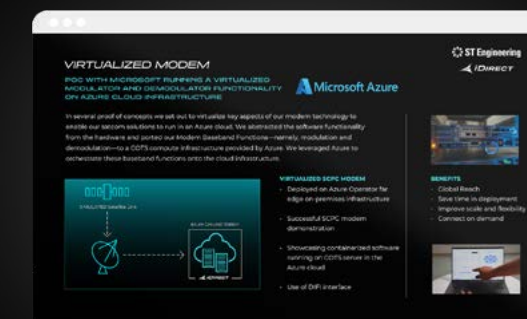 VIRTUALIZED MODEM
POC WITH MICROSOFT RUNNING A VIRTUALIZED
MODULATOR AND DEMODULATOR FUNCTIONALITY
ON AZURE CLOUD INFRASTRUCTURE
Microsoft Azure
ST Engineering
iDIRECT
In several proof of concepts we set out to virtualize key aspects of our modem technology to
enable our satcom solutions to run in an Azure cloud. We abstracted the software functionality
from the hardware and ported our Modem Baseband Functions—namely, modulation and
demodulation—to a COTS compute infrastructure provided by Azure. We leveraged Azure to
orchestrate these baseband functions onto the cloud infrastructure.
VIRTUALIZED SCPC MODEM
- Deployed on Azure Operator far
edge on-premises infrastructure
- Successful SCPC modem
demonstration
- Showcasing containerized software
running on COTS server in the
Azure cloud
- Use of DIFI interface
iDIRECT
BENEFITS
- Global Reach
- Save time in deployment
- Improve scale and flexibility
- Connect on demand